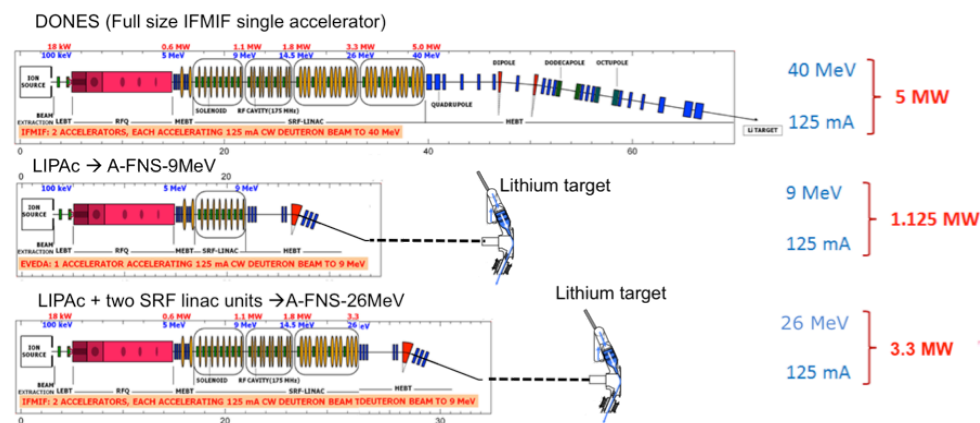 DONES (Full size IFMIF single accelerator)
18 kW 0.6 MW 1.1 MW 1.8 MW 3.3 MW 5.0 MW
100 keV 5 MeV 9 MeV 14.5 MeV 26 MeV 40 MeV
ION SOURCE
DIPOLE DODECAPOLE OCTUPOLE
SOLENOID RF CAVITY(175 MHz) QUADRUPOLE
BEAM EXTRACTION LEBT RFQ MEBT SRF-LINAC HEBT
Li TARGET
IFMIF: 2 ACCELERATORS, EACH ACCELERATING 125 mA CW DEUTERON BEAM TO 40 MeV
0 20 40 60
40 MeV
125 mA
5 MW
LIPAc → A-FNS-9MeV
0 20
100 keV 5 MeV 9 MeV
ION SOURCE
BEAM EXTRACTION LEBT RFQ MEBT SRF-LINAC HEBT
EVEDA: 1 ACCELERATOR ACCELERATING 125 mA CW DEUTERON BEAM TO 9 MeV
Lithium target
9 MeV
125 mA
1.125 MW
LIPAc + two SRF linac units →A-FNS-26MeV
18 kW 0.6 MW 1.1 MW 1.8 MW 3.3
100 keV 5 MeV 9 MeV 14.5 MeV 26
ION SOURCE
SOLENOID RF CAVITY(175 MHz)
BEAM EXTRACTION LEBT RFQ MEBT SRF-LINAC HEBT
IFMIF: 2 ACCELERATORS, EACH ACCELERATING 125 mA CW DEUTERON BEAM TDEUTERON BEAM TO 9 MeV
0 30
Lithium target
26 MeV
125 mA
3.3 MW